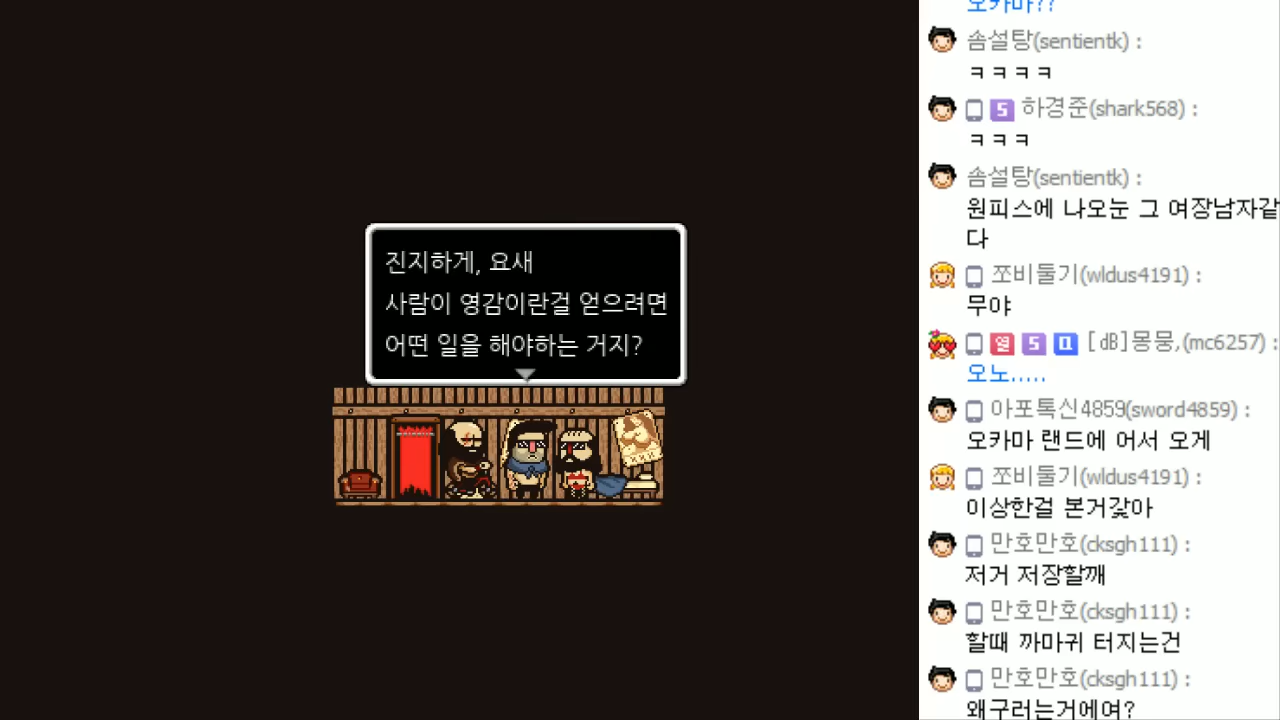 진지하게, 요새
사람이 영감이란걸 얻으려면
어떤 일을 해야하는 거지?
오카마??
솜설탕(sentientk) :
ㅋㅋㅋㅋ
5 하경준(shark568) :
ㅋㅋㅋ
솜설탕(sentientk) :
원피스에 나오눈 그 여장남자같
다
쪼비둘기(wldus4191) :
무야
열 5 [dB]몽뭉,(mc6257) :
오노.....
아포톡신4859(sword4859) :
오카마 랜드에 어서 오게
쪼비둘기(wldus4191) :
이상한걸 본거갗아
만호만호(cksgh111) :
저거 저장할깨
만호만호(cksgh111) :
할때 까마귀 터지는건
만호만호(cksgh111) :
왜구러는거에여?